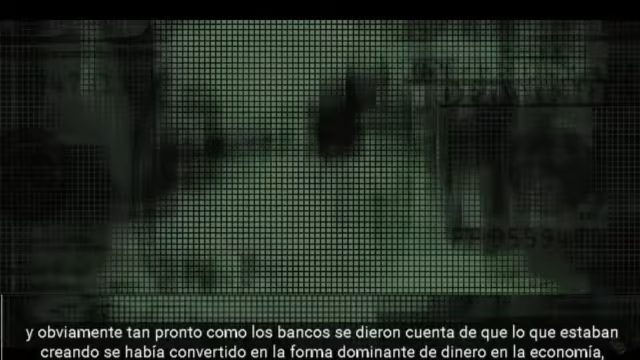 y obviamente tan pronto como los bancos se dieron cuenta de que lo que estaban
creando se había convertido en la forma dominante de dinero en la economía,